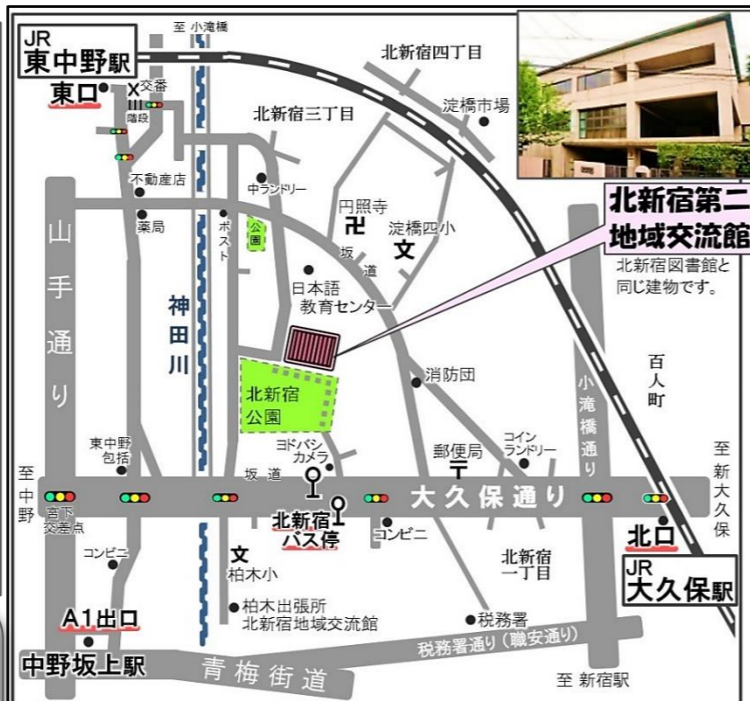 至 小滝橋
JR
東中野駅
東口
交番
階段
北新宿四丁目
淀橋市場
北新宿三丁目
不動産店
薬局
中ランドリー
ポスト
公園
円照寺
卍
淀橋四小
文
坂
道
日本語
教育センター
北新宿第二
地域交流館
北新宿図書館と
同じ建物です。
山手通り
神田川
北新宿
公園
消防団
百人町
小滝橋通り
東中野
包括
ヨドバシ
カメラ
坂道
郵便局
〒
コイン
ランドリー
至 中野
至 新大久保
大久保通り
宮下
交差点
北新宿
バス停
コンビニ
北口
コンビニ
文
柏木小
北新宿
一丁目
JR
大久保駅
A1出口
柏木出張所
北新宿地域交流館
税務署
中野坂上駅
税務署通り(職安通り)
青梅街道
至 新宿駅